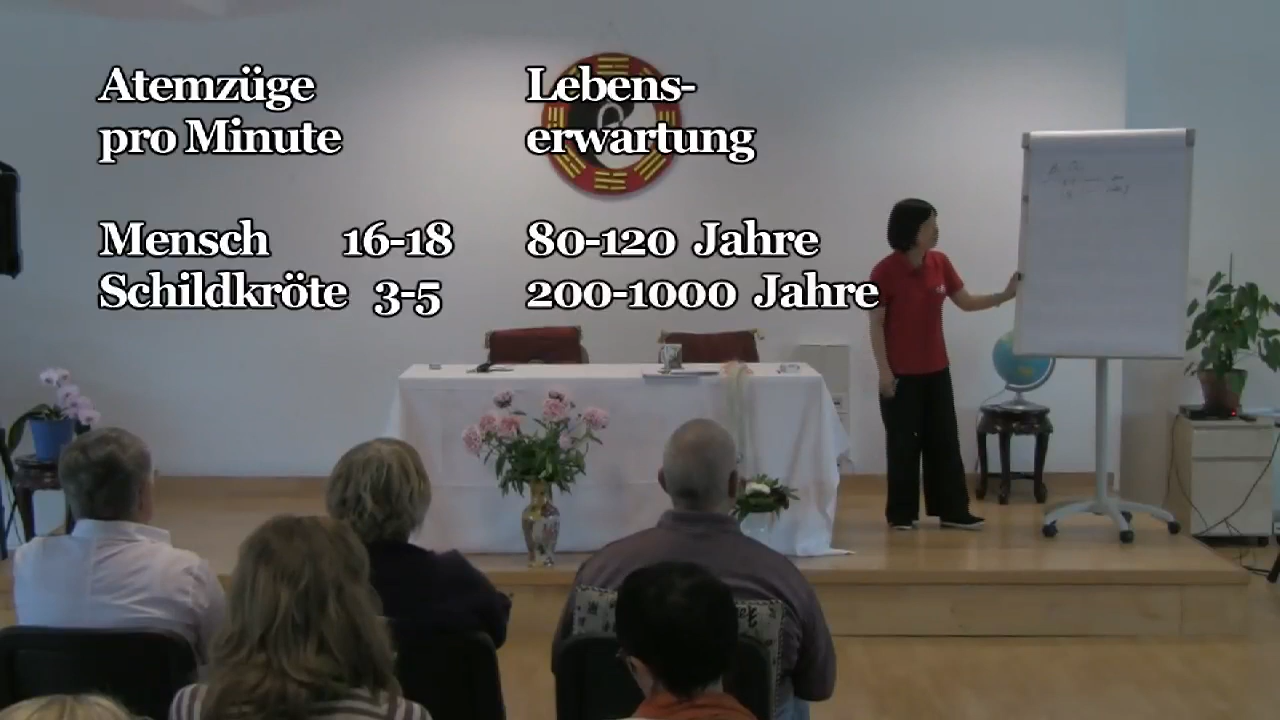 Atemzüge Lebens-
pro Minute erwartung
Mensch 16-18 80-120 Jahre
Schildkröte 3-5 200-1000 Jahre